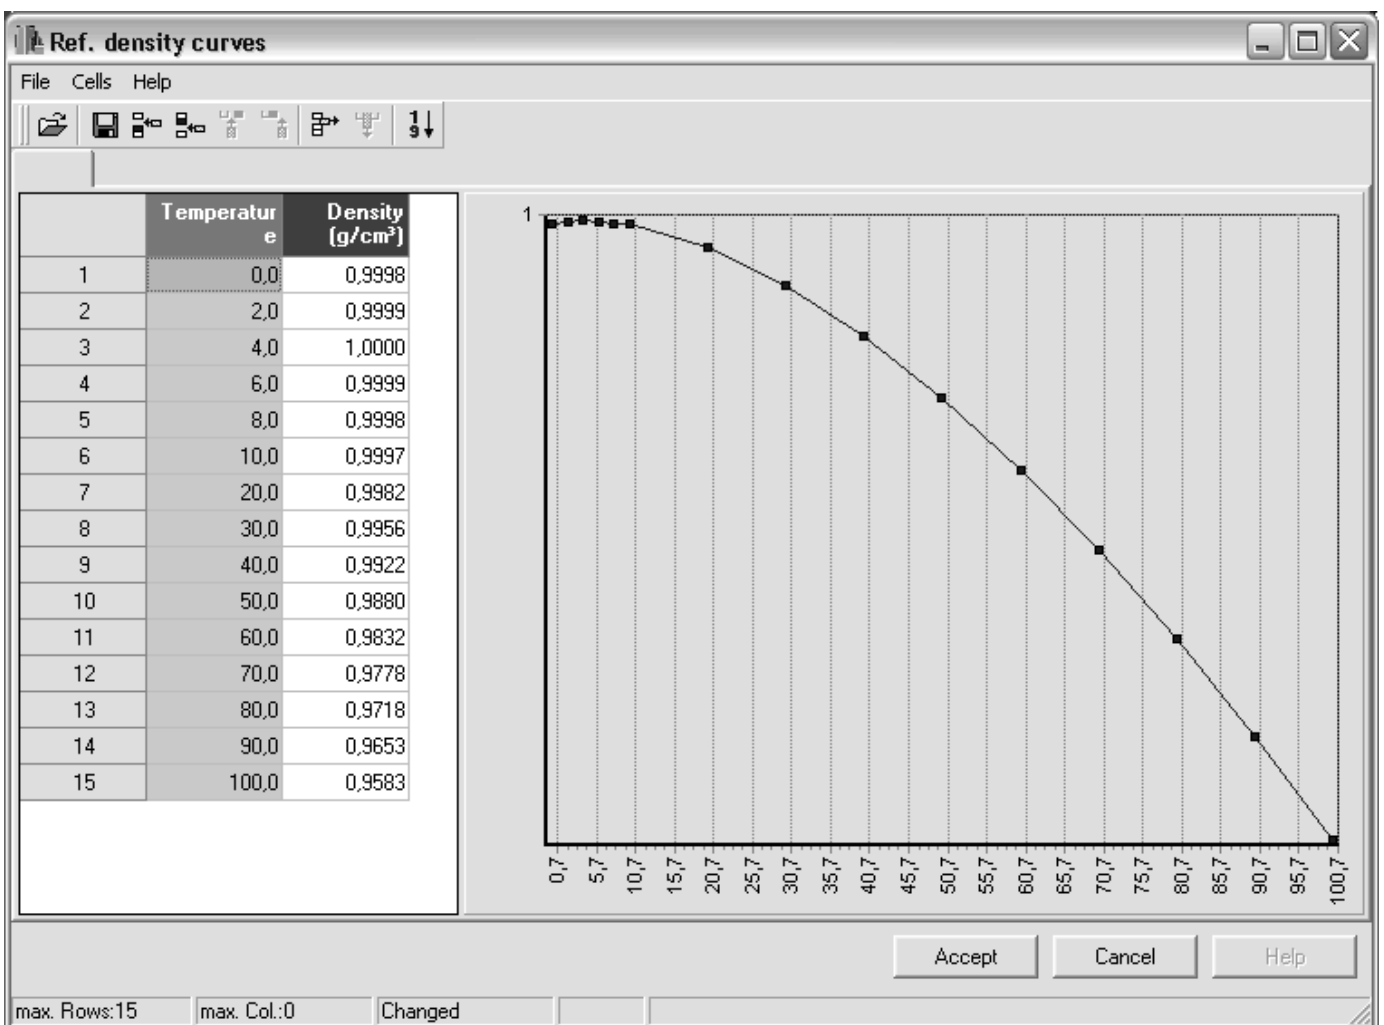 Ref. density curves
File Cells Help
Temperatur
e
Density
(g/cm³)
1 0,0 0,9998
2 2,0 0,9999
3 4,0 1,0000
4 6,0 0,9999
5 8,0 0,9998
6 10,0 0,9997
7 20,0 0,9982
8 30,0 0,9956
9 40,0 0,9922
10 50,0 0,9880
11 60,0 0,9832
12 70,0 0,9778
13 80,0 0,9718
14 90,0 0,9653
15 100,0 0,9583
1
0,7 5,7 10,7 15,7 20,7 25,7 30,7 35,7 40,7 45,7 50,7 55,7 60,7 65,7 70,7 75,7 80,7 85,7 90,7 95,7 100,7
Accept Cancel Help
max. Rows:15 max. Col.:0 Changed